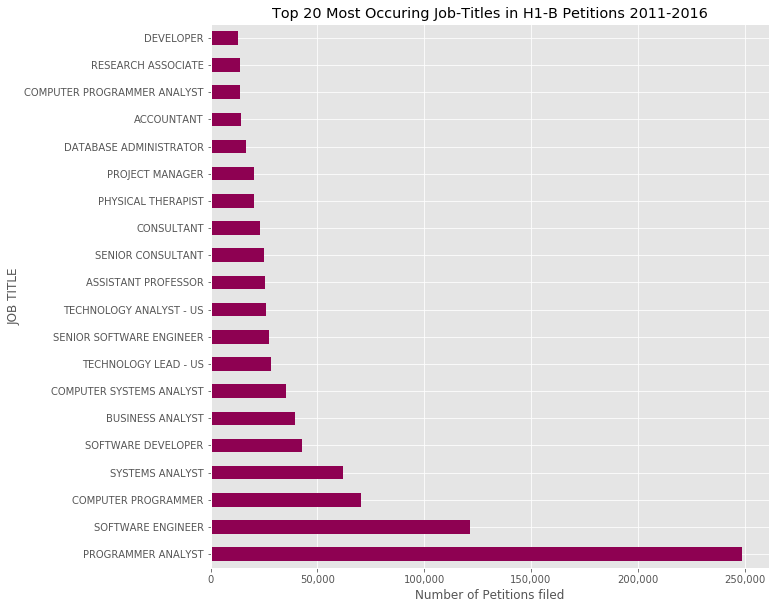 Top 20 Most Occuring Job-Titles in H1-B Petitions 2011-2016
JOB TITLE
DEVELOPER
RESEARCH ASSOCIATE
COMPUTER PROGRAMMER ANALYST
ACCOUNTANT
DATABASE ADMINISTRATOR
PROJECT MANAGER
PHYSICAL THERAPIST
CONSULTANT
SENIOR CONSULTANT
ASSISTANT PROFESSOR
TECHNOLOGY ANALYST - US
SENIOR SOFTWARE ENGINEER
TECHNOLOGY LEAD - US
COMPUTER SYSTEMS ANALYST
BUSINESS ANALYST
SOFTWARE DEVELOPER
SYSTEMS ANALYST
COMPUTER PROGRAMMER
SOFTWARE ENGINEER
PROGRAMMER ANALYST
0 50,000 100,000 150,000 200,000 250,000
Number of Petitions filed